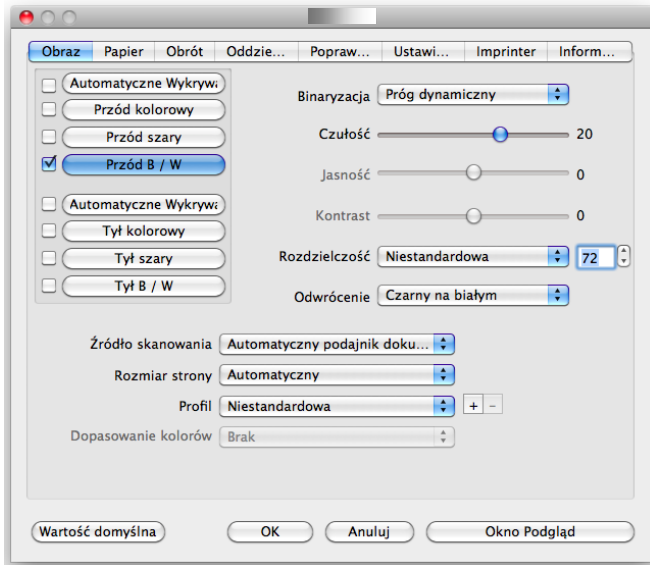 Obraz Papier Obrót Oddzie... Popraw... Ustawi... Imprinter Inform...
Automatyczne Wykryw
Przód kolorowy
Przód szary
Przód B / W
Automatyczne Wykryw
Tył kolorowy
Tył szary
Tył B / W
Binaryzacja Próg dynamiczny
Czułość 20
Jasność 0
Kontrast 0
Rozdzielczość Niestandardowa 72
Odwrócenie Czarny na białym
Źródło skanowania Automatyczny podajnik doku...
Rozmiar strony Automatyczny
Profil Niestandardowa + -
Dopasowanie kolorów Brak
Wartość domyślna OK Anuluj Okno Podgląd